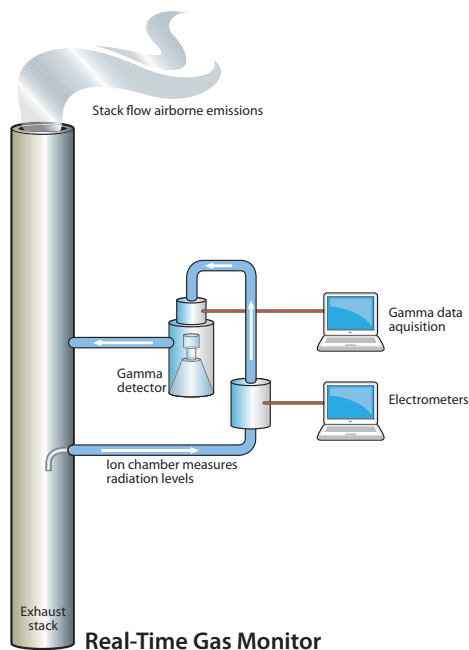 Stack flow airborne emissions
Gamma data
aquisition
Gamma
detector
Electrometers
Ion chamber measures
radiation levels
Exhaust
stack
Real-Time Gas Monitor